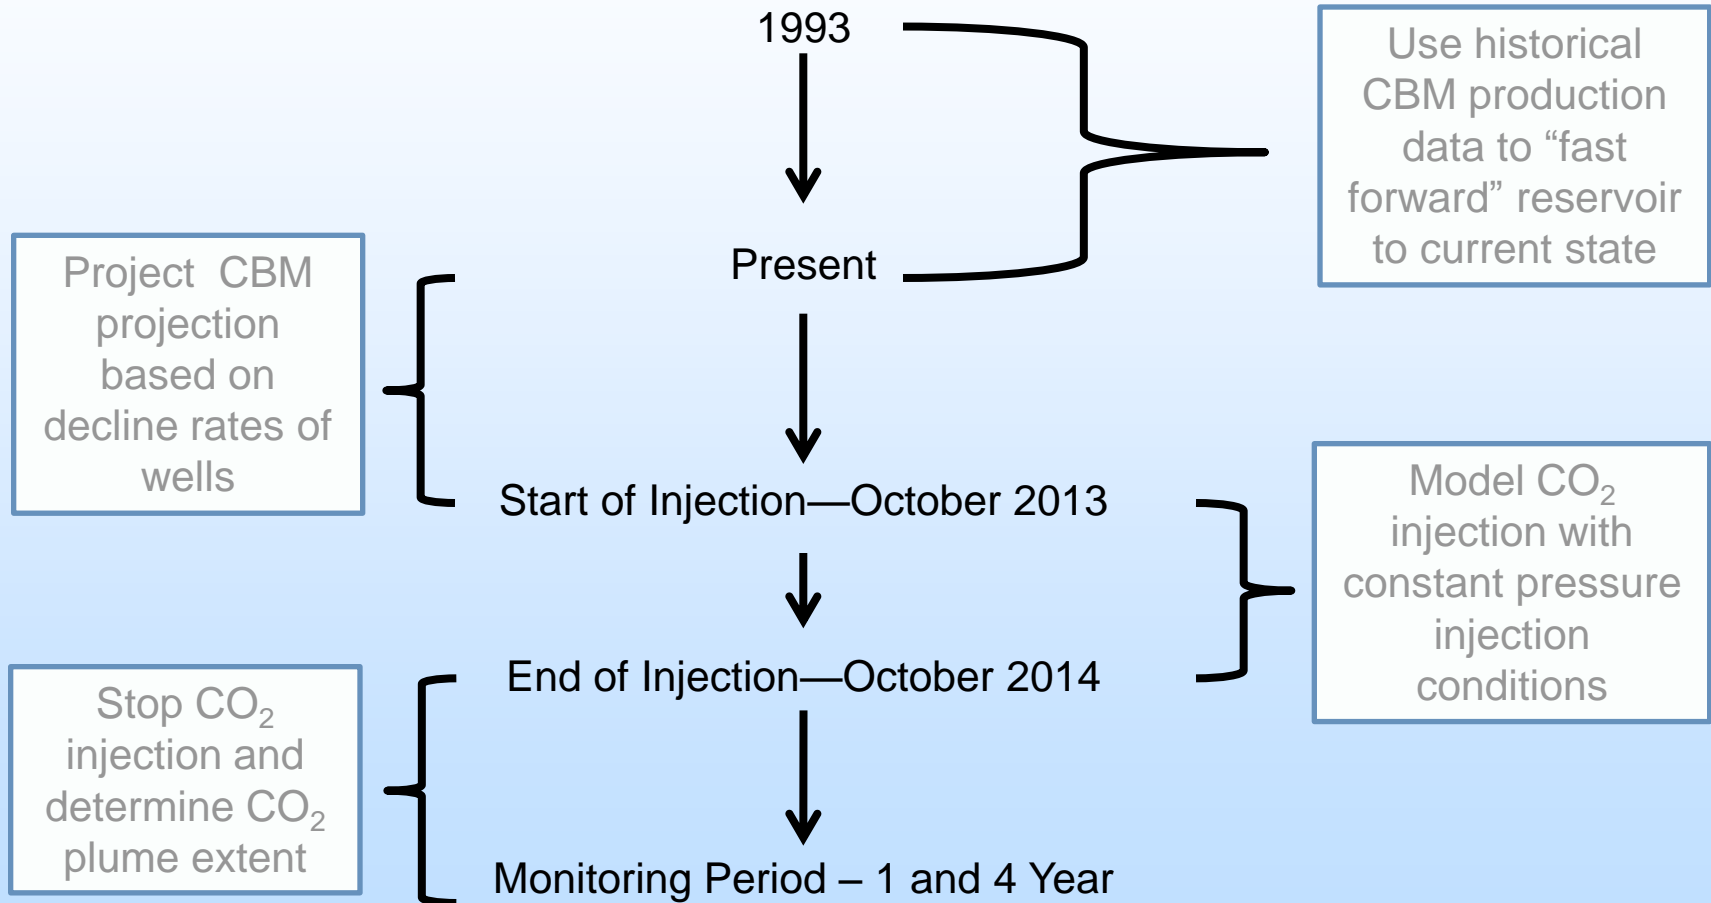 1993
Use historical
CBM production
data to “fast
forward” reservoir
to current state
Present
Project CBM
projection
based on
decline rates of
wells
Start of Injection—October 2013
Model CO₂
injection with
constant pressure
injection
conditions
End of Injection—October 2014
Stop CO₂
injection and
determine CO₂
plume extent
Monitoring Period – 1 and 4 Year